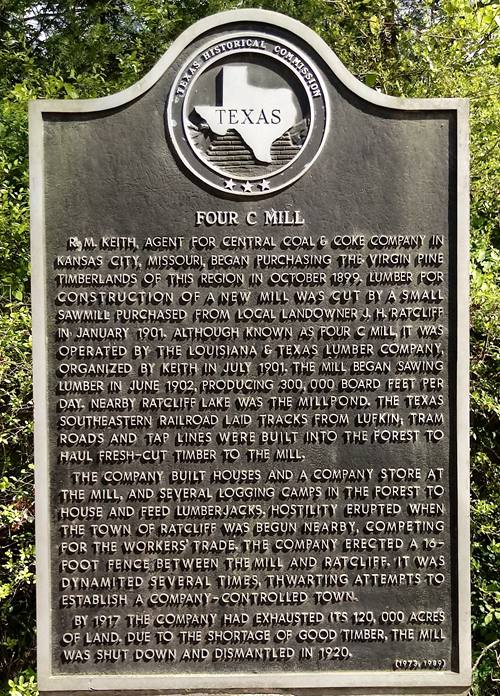 TEXAS HISTORICAL COMMISSION
TEXAS
FOUR C MILL
R. M. KEITH, AGENT FOR CENTRAL COAL & COKE COMPANY IN
KANSAS CITY, MISSOURI, BEGAN PURCHASING THE VIRGIN PINE
TIMBERLANDS OF THIS REGION IN OCTOBER 1899. LUMBER FOR
CONSTRUCTION OF A NEW MILL WAS CUT BY A SMALL
SAWMILL PURCHASED FROM LOCAL LANDOWNER J. H. RATCLIFF
IN JANUARY 1901. ALTHOUGH KNOWN AS FOUR C MILL, IT WAS
OPERATED BY THE LOUISIANA & TEXAS LUMBER COMPANY,
ORGANIZED BY KEITH IN JULY 1901. THE MILL BEGAN SAWING
LUMBER IN JUNE 1902, PRODUCING 300,000 BOARD FEET PER
DAY. NEARBY RATCLIFF LAKE WAS THE MILLPOND. THE TEXAS
SOUTHEASTERN RAILROAD LAID TRACKS FROM LUFKIN; TRAM
ROADS AND TAP LINES WERE BUILT INTO THE FOREST TO
HAUL FRESH-CUT TIMBER TO THE MILL.
THE COMPANY BUILT HOUSES AND A COMPANY STORE AT
THE MILL, AND SEVERAL LOGGING CAMPS IN THE FOREST TO
HOUSE AND FEED LUMBERJACKS. HOSTILITY ERUPTED WHEN
THE TOWN OF RATCLIFF WAS BEGUN NEARBY, COMPETING
FOR THE WORKERS' TRADE. THE COMPANY ERECTED A 16-
FOOT FENCE BETWEEN THE MILL AND RATCLIFF. IT WAS
DYNAMITED SEVERAL TIMES, THWARTING ATTEMPTS TO
ESTABLISH A COMPANY-CONTROLLED TOWN.
BY 1917 THE COMPANY HAD EXHAUSTED ITS 120,000 ACRES
OF LAND. DUE TO THE SHORTAGE OF GOOD TIMBER, THE MILL
WAS SHUT DOWN AND DISMANTLED IN 1920.
(1973, 1989)